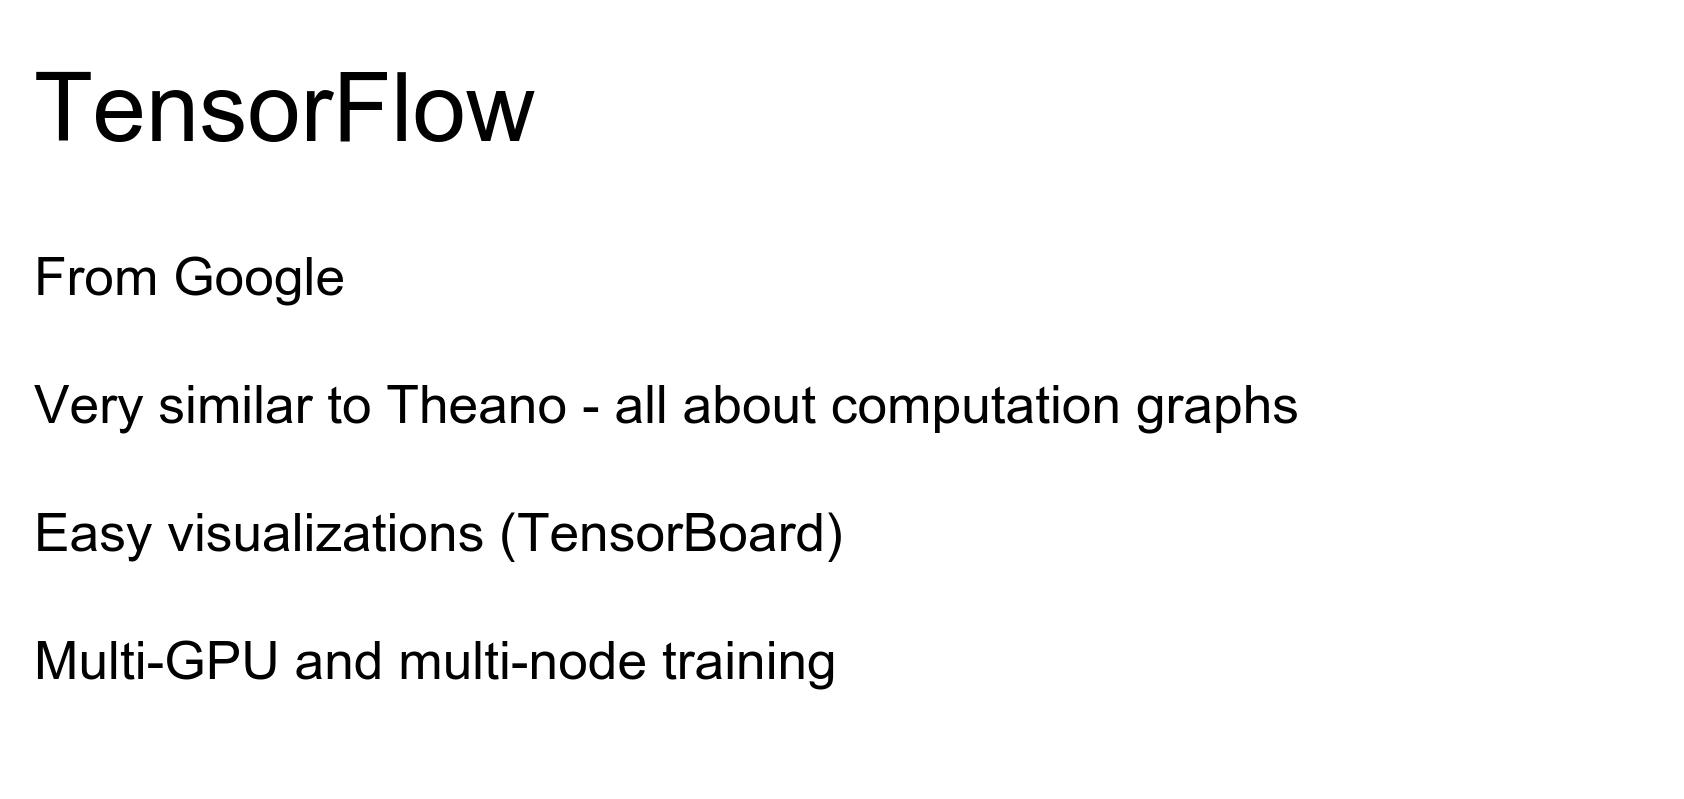 TensorFlow
From Google
Very similar to Theano - all about computation graphs
Easy visualizations (TensorBoard)
Multi-GPU and multi-node training